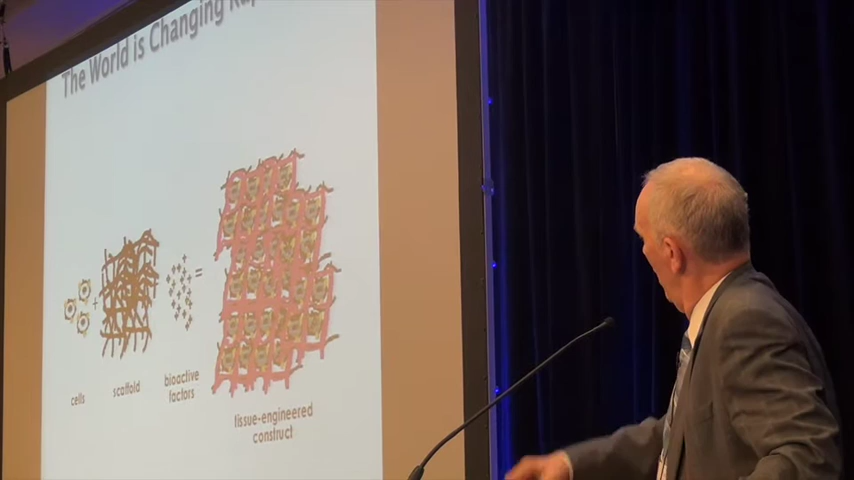 The World is Changing
cells
scaffold
bioactive
factors
tissue-engineered
construct